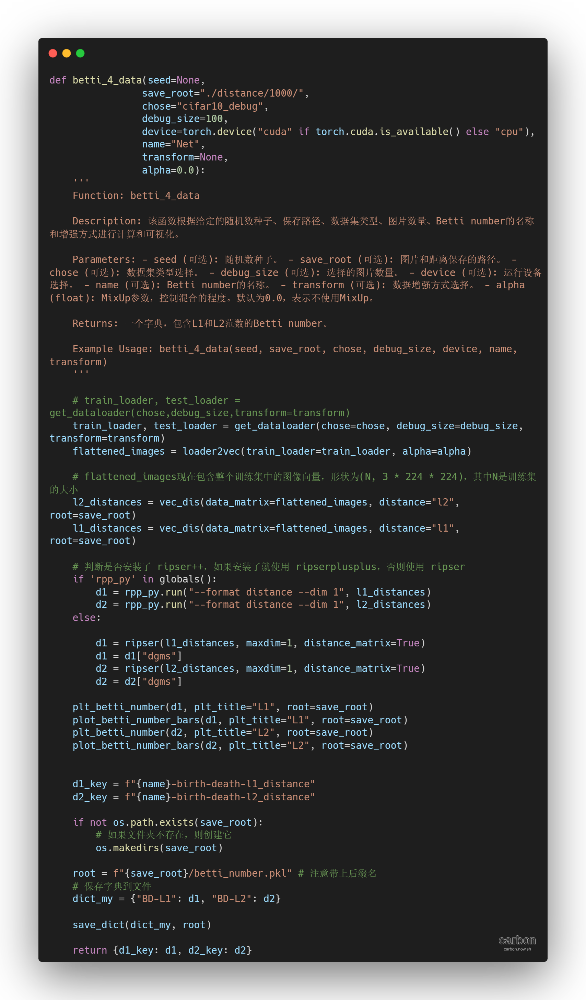 def betti_4_data(seed=None,
                save_root="./distance/1000/",
                chose="cifar10_debug",
                debug_size=100,
                device=torch.device("cuda" if torch.cuda.is_available() else "cpu"),
                name="Net",
                transform=None,
                alpha=0.0):
    '''
    Function: betti_4_data

    Description: 该函数根据给定的随机数种子、保存路径、数据集类型、图片数量、Betti number的名称
和增强方式进行计算和可视化。

    Parameters: - seed (可选): 随机数种子。 - save_root (可选): 图片和距离保存的路径。 -
chose (可选): 数据集类型选择。 - debug_size (可选): 选择的图片数量。 - device (可选): 运行设备
选择。 - name (可选): Betti number的名称。 - transform (可选): 数据增强方式选择。 - alpha
(float): MixUp参数，控制混合的程度。默认为0.0，表示不使用MixUp。

    Returns: 一个字典，包含L1和L2范数的Betti number。

    Example Usage: betti_4_data(seed, save_root, chose, debug_size, device, name,
transform)
    '''

    # train_loader, test_loader =
get_dataloader(chose,debug_size,transform=transform)
    train_loader, test_loader = get_dataloader(chose=chose, debug_size=debug_size,
transform=transform)
    flattened_images = loader2vec(train_loader=train_loader, alpha=alpha)

    # flattened_images现在包含整个训练集中的图像向量，形状为(N, 3 * 224 * 224)，其中N是训练集
的大小
    l2_distances = vec_dis(data_matrix=flattened_images, distance="l2",
root=save_root)
    l1_distances = vec_dis(data_matrix=flattened_images, distance="l1",
root=save_root)

    # 判断是否安装了 ripser++，如果安装了就使用 ripserplusplus，否则使用 ripser
    if 'rpp_py' in globals():
        d1 = rpp_py.run("--format distance --dim 1", l1_distances)
        d2 = rpp_py.run("--format distance --dim 1", l2_distances)
    else:

        d1 = ripser(l1_distances, maxdim=1, distance_matrix=True)
        d1 = d1["dgms"]
        d2 = ripser(l2_distances, maxdim=1, distance_matrix=True)
        d2 = d2["dgms"]

    plt_betti_number(d1, plt_title="L1", root=save_root)
    plot_betti_number_bars(d1, plt_title="L1", root=save_root)
    plt_betti_number(d2, plt_title="L2", root=save_root)
    plot_betti_number_bars(d2, plt_title="L2", root=save_root)


    d1_key = f"{name}-birth-death-l1_distance"
    d2_key = f"{name}-birth-death-l2_distance"

    if not os.path.exists(save_root):
        # 如果文件夹不存在，则创建它
        os.makedirs(save_root)

    root = f"{save_root}/betti_number.pkl" # 注意带上后缀名
    # 保存字典到文件
    dict_my = {"BD-L1": d1, "BD-L2": d2}

    save_dict(dict_my, root)

    return {d1_key: d1, d2_key: d2}
carbon
carbon.now.sh